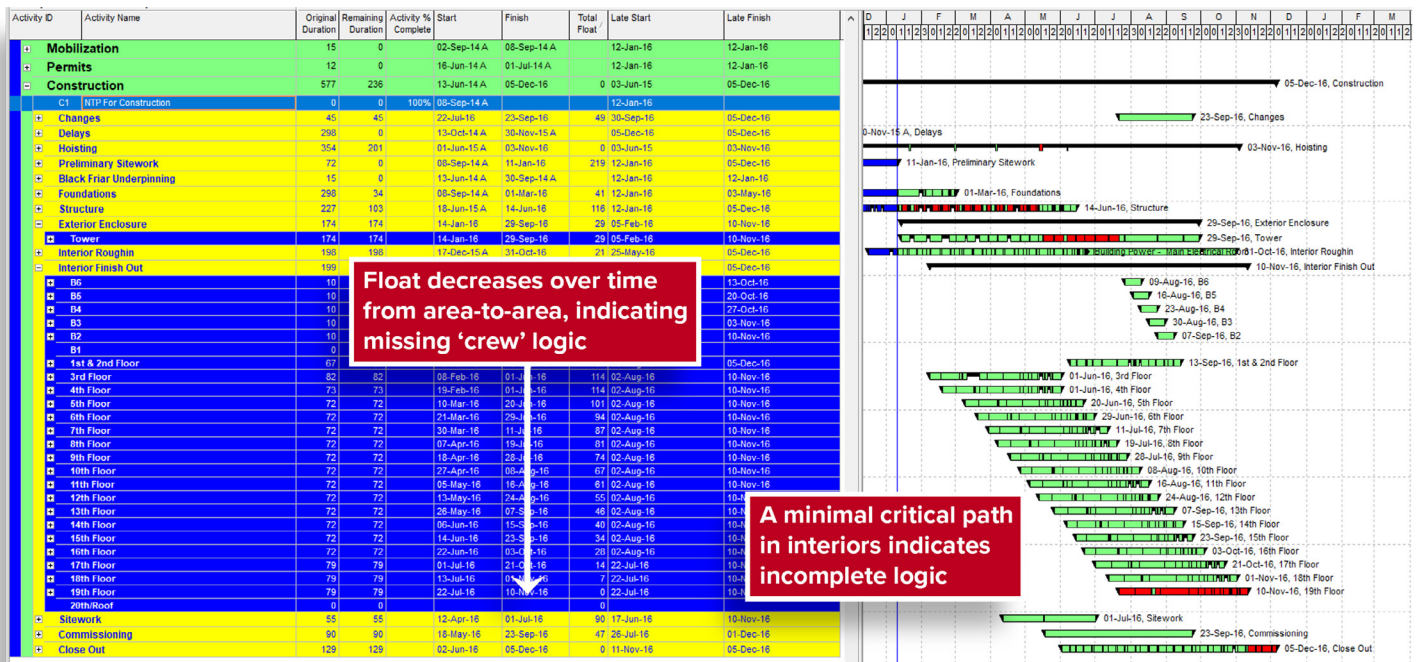 Activity ID Activity Name Original Duration Remaining Duration Activity % Complete Start Finish Total Float Late Start Late Finish D J F M A M J J A S O N D J F M
Mobilization 15 0 02-Sep-14 A 08-Sep-14 A 12-Jan-16 12-Jan-16
Permits 12 0 16-Jun-14 A 01-Jul-14 A 12-Jan-16 12-Jan-16
Construction 577 236 13-Jun-14 A 05-Dec-16 0 03-Jun-15 05-Dec-16 05-Dec-16, Construction
C1 NTP For Construction 0 0 100% 08-Sep-14 A 12-Jan-16
Changes 45 45 22-Jul-16 23-Sep-16 49 30-Sep-16 05-Dec-16 23-Sep-16, Changes
Delays 298 0 13-Oct-14 A 30-Nov-15 A 05-Dec-16 05-Dec-16 0-Nov-15 A, Delays
Hoisting 354 201 01-Jun-15 A 03-Nov-16 0 03-Jun-15 03-Nov-16 03-Nov-16, Hoisting
Preliminary Sitework 72 0 08-Sep-14 A 11-Jan-16 219 12-Jan-16 05-Dec-16 11-Jan-16, Preliminary Sitework
Black Friar Underpinning 15 0 13-Jun-14 A 30-Sep-14 A 12-Jan-16 12-Jan-16
Foundations 298 34 08-Sep-14 A 01-Mar-16 41 12-Jan-16 03-May-16 01-Mar-16, Foundations
Structure 227 103 18-Jun-15 A 14-Jun-16 116 12-Jan-16 05-Dec-16 14-Jun-16, Structure
Exterior Enclosure 174 174 14-Jan-16 29-Sep-16 29 05-Feb-16 10-Nov-16 29-Sep-16, Exterior Enclosure
Tower 174 174 14-Jan-16 29-Sep-16 29 05-Feb-16 10-Nov-16 29-Sep-16, Tower
Interior Roughin 198 198 17-Dec-15 A 31-Oct-16 21 25-May-16 05-Dec-16 Building Power - Main Electrical Room 31-Oct-16, Interior Roughin
Interior Finish Out 199 05-Dec-16 10-Nov-16, Interior Finish Out
B6 10 13-Oct-16 09-Aug-16, B6
B5 10 20-Oct-16 16-Aug-16, B5
B4 10 27-Oct-16 23-Aug-16, B4
B3 10 03-Nov-16 30-Aug-16, B3
B2 10 10-Nov-16 07-Sep-16, B2
B1 0
Float decreases over time
from area-to-area, indicating
missing ‘crew’ logic
1st & 2nd Floor 67 05-Dec-16 13-Sep-16, 1st & 2nd Floor
3rd Floor 82 82 08-Feb-16 01-Jun-16 114 02-Aug-16 10-Nov-16 01-Jun-16, 3rd Floor
4th Floor 73 73 19-Feb-16 01-Jun-16 114 02-Aug-16 10-Nov-16 01-Jun-16, 4th Floor
5th Floor 72 72 10-Mar-16 20-Jun-16 101 02-Aug-16 10-Nov-16 20-Jun-16, 5th Floor
6th Floor 72 72 21-Mar-16 29-Jun-16 94 02-Aug-16 10-Nov-16 29-Jun-16, 6th Floor
7th Floor 72 72 30-Mar-16 11-Jul-16 87 02-Aug-16 10-Nov-16 11-Jul-16, 7th Floor
8th Floor 72 72 07-Apr-16 19-Jul-16 81 02-Aug-16 10-Nov-16 19-Jul-16, 8th Floor
9th Floor 72 72 18-Apr-16 28-Jul-16 74 02-Aug-16 10-Nov-16 28-Jul-16, 9th Floor
10th Floor 72 72 27-Apr-16 08-Aug-16 67 02-Aug-16 10-Nov-16 08-Aug-16, 10th Floor
11th Floor 72 72 05-May-16 16-Aug-16 61 02-Aug-16 10-Nov-16 16-Aug-16, 11th Floor
12th Floor 72 72 13-May-16 24-Aug-16 55 02-Aug-16 24-Aug-16, 12th Floor
13th Floor 72 72 26-May-16 07-Sep-16 46 02-Aug-16 07-Sep-16, 13th Floor
14th Floor 72 72 06-Jun-16 15-Sep-16 40 02-Aug-16 15-Sep-16, 14th Floor
15th Floor 72 72 14-Jun-16 23-Sep-16 34 02-Aug-16 23-Sep-16, 15th Floor
16th Floor 72 72 22-Jun-16 03-Oct-16 28 02-Aug-16 03-Oct-16, 16th Floor
17th Floor 79 79 01-Jul-16 21-Oct-16 14 22-Jul-16 21-Oct-16, 17th Floor
18th Floor 79 79 13-Jul-16 01-Nov-16 7 22-Jul-16 01-Nov-16, 18th Floor
19th Floor 79 79 22-Jul-16 10-Nov-16 0 22-Jul-16 10-Nov-16, 19th Floor
20th/Roof 0 0 0
A minimal critical path
in interiors indicates
incomplete logic
Sitework 55 55 12-Apr-16 01-Jul-16 90 17-Jun-16 10-Nov-16 01-Jul-16, Sitework
Commissioning 90 90 18-May-16 23-Sep-16 47 26-Jul-16 01-Dec-16 23-Sep-16, Commissioning
Close Out 129 129 02-Jun-16 05-Dec-16 0 11-Nov-16 05-Dec-16 05-Dec-16, Close Out